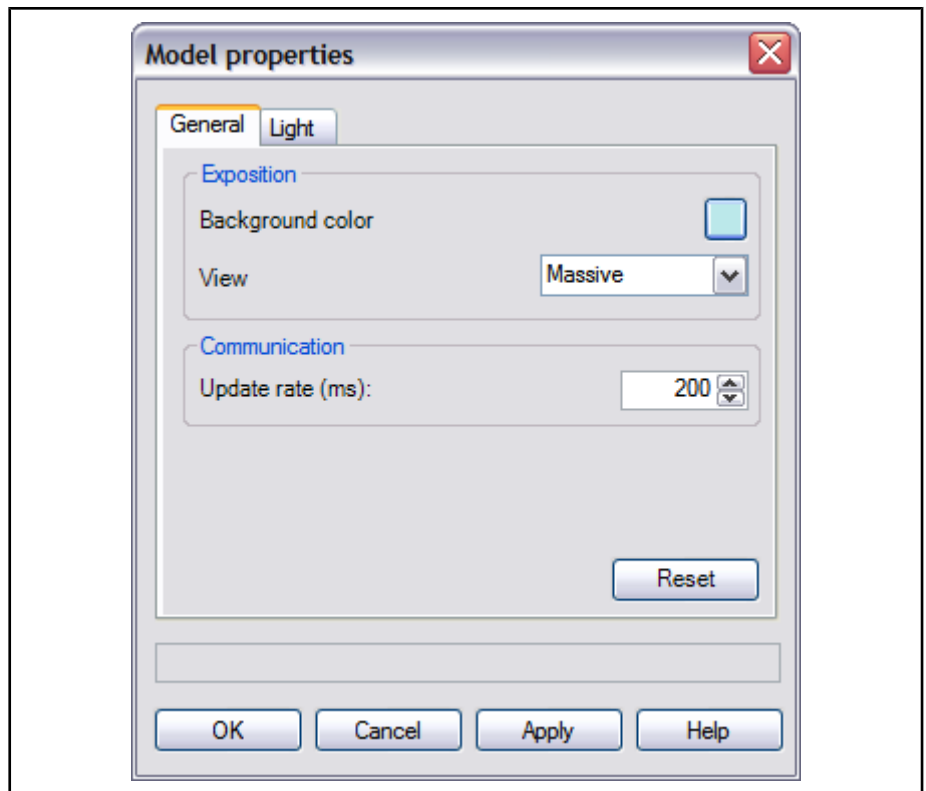 Model properties
General Light
Exposition
Background color
View Massive
Communication
Update rate (ms): 200
Reset
OK Cancel Apply Help